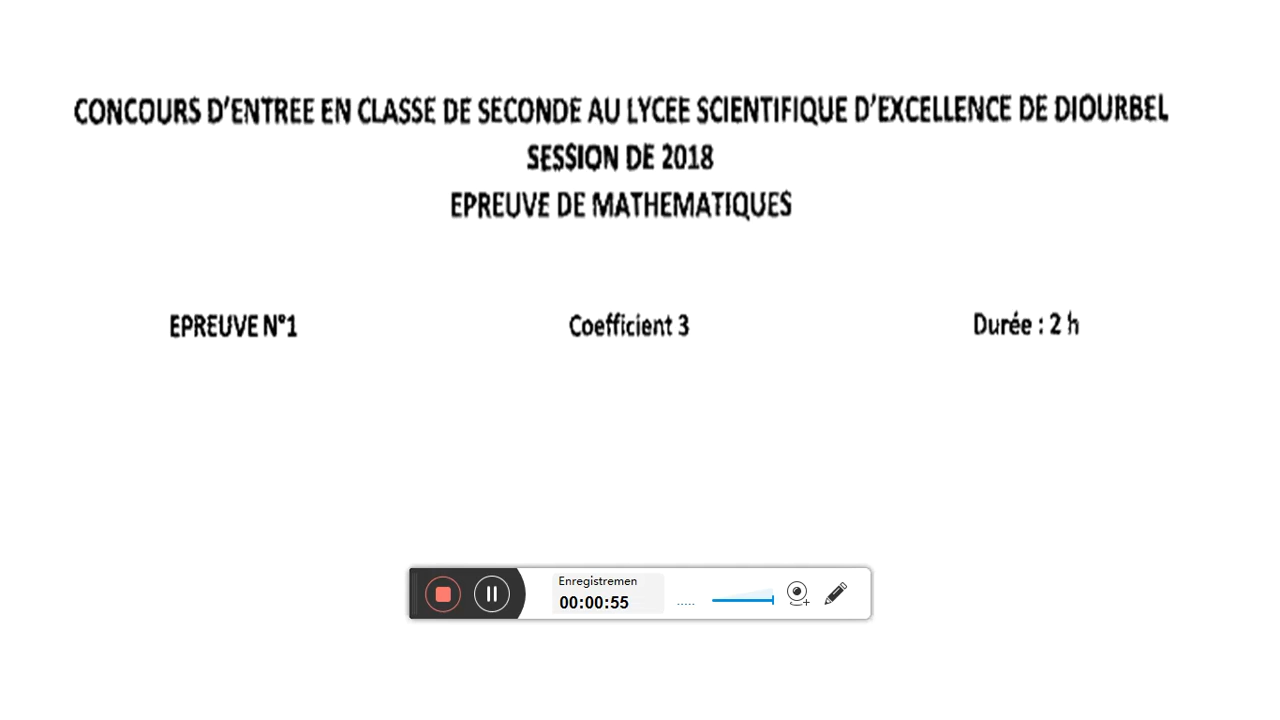 CONCOURS D'ENTREE EN CLASSE DE SECONDE AU LYCEE SCIENTIFIQUE D'EXCELLENCE DE DIOURBEL
SESSION DE 2018
EPREUVE DE MATHEMATIQUES
EPREUVE N°1 Coefficient 3 Durée : 2 h
Enregistremen
00:00:55